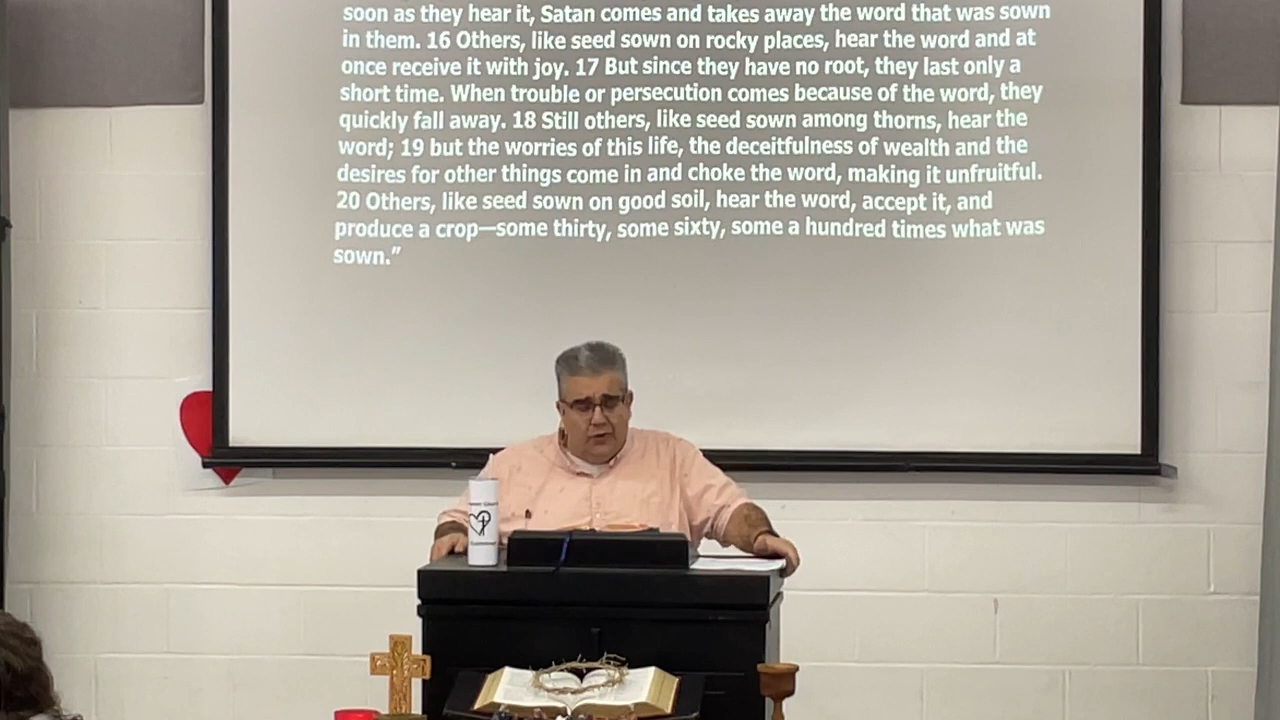 soon as they hear it, Satan comes and takes away the word that was sown
in them. 16 Others, like seed sown on rocky places, hear the word and at
once receive it with joy. 17 But since they have no root, they last only a
short time. When trouble or persecution comes because of the word, they
quickly fall away. 18 Still others, like seed sown among thorns, hear the
word; 19 but the worries of this life, the deceitfulness of wealth and the
desires for other things come in and choke the word, making it unfruitful.
20 Others, like seed sown on good soil, hear the word, accept it, and
produce a crop—some thirty, some sixty, some a hundred times what was
sown.”